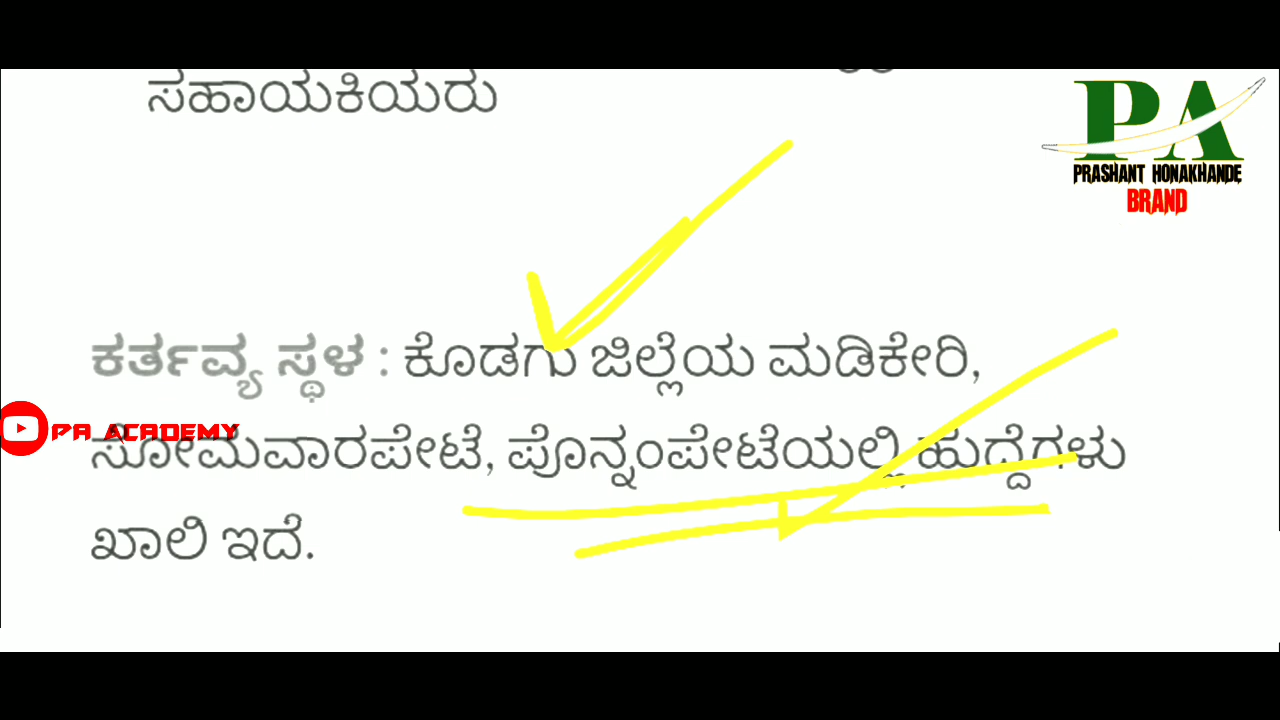 ಸಹಾಯಕಿಯರು
PA
PRASHANT HONAKHANDE
BRAND
ಕರ್ತವ್ಯ ಸ್ಥಳ : ಕೊಡಗು ಜಿಲ್ಲೆಯ ಮಡಿಕೇರಿ,
PA ACADEMY
ಸೋಮವಾರಪೇಟೆ, ಪೊನ್ನಂಪೇಟೆಯಲ್ಲಿ ಹುದ್ದೆಗಳು
ಖಾಲಿ ಇದೆ.